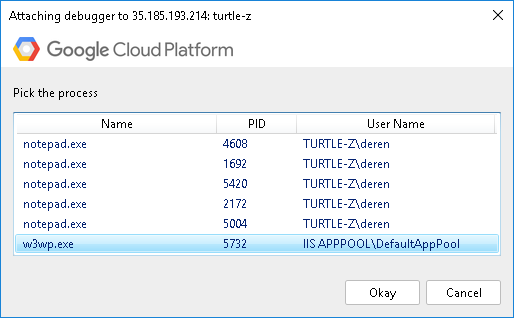 Attaching debugger to 35.185.193.214: turtle-z
Google Cloud Platform
Pick the process
Name PID User Name
notepad.exe 4608 TURTLE-Z\deren
notepad.exe 1692 TURTLE-Z\deren
notepad.exe 5420 TURTLE-Z\deren
notepad.exe 2172 TURTLE-Z\deren
notepad.exe 5004 TURTLE-Z\deren
w3wp.exe 5732 IIS APPPOOL\DefaultAppPool
Okay Cancel